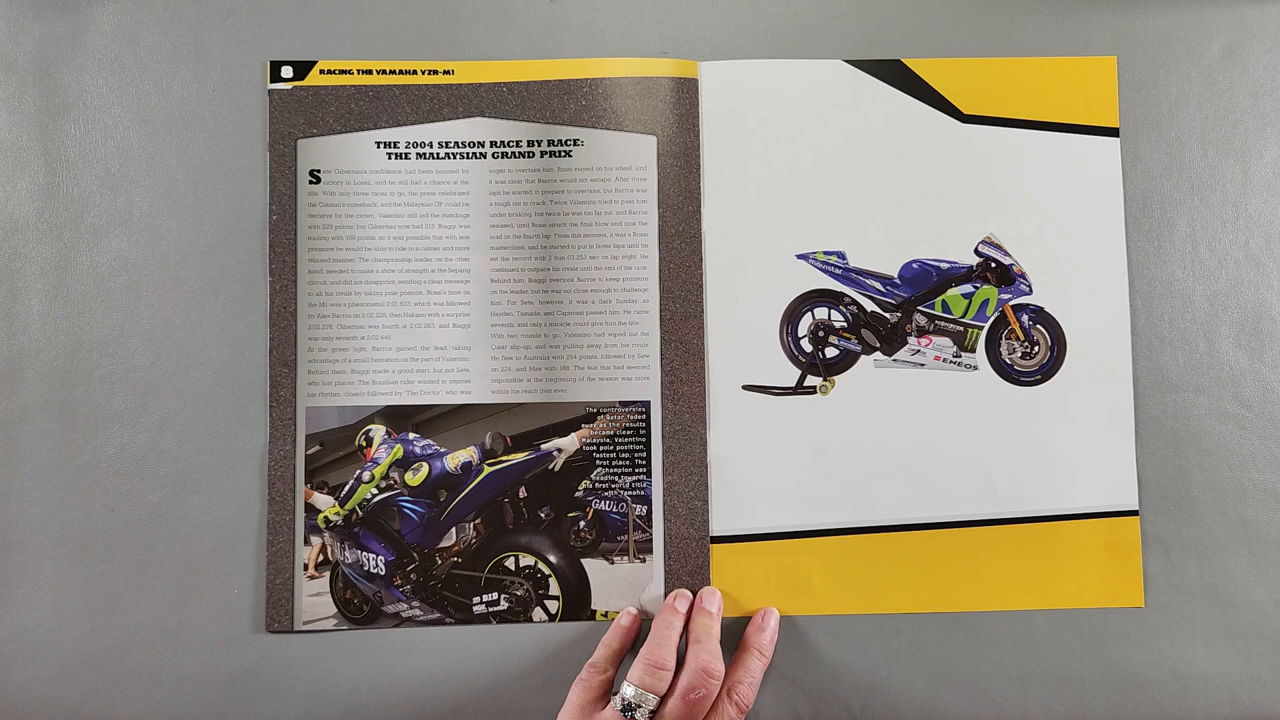 8
RACING THE YAMAHA YZR-M1
THE 2004 SEASON RACE BY RACE:
THE MALAYSIAN GRAND PRIX
Sete Gibernau's confidence had been boosted by
victory in Losail, and he still had a chance at the
title. With only three races to go, the press celebrated
the Catalan's comeback, and the Malaysian GP could be
decisive for the crown. Valentino still led the standings
with 229 points, but Gibernau now had 215. Biaggi was
trailing with 168 points, so it was possible that with less
pressure he would be able to ride in a calmer and more
relaxed manner. The championship leader, on the other
hand, needed to make a show of strength at the Sepang
circuit, and did not disappoint, sending a clear message
to all his rivals by taking pole position. Rossi's time on
the M1 was a phenomenal 2:01.833, which was followed
by Alex Barros on 2:02.228, then Nakano with a surprise
2:02.276. Gibernau was fourth at 2:02.283, and Biaggi
was only seventh at 2:02.446.
At the green light, Barros gained the lead, taking
advantage of a small hesitation on the part of Valentino.
Behind them, Biaggi made a good start, but not Sete,
who lost places. The Brazilian rider wanted to impose
his rhythm, closely followed by 'The Doctor', who was
eager to overtake him. Rossi stayed on his wheel, and
it was clear that Barros would not escape. After three
laps he started to prepare to overtake, but Barros was
a tough nut to crack. Twice Valentino tried to pass him
under braking, but twice he was too far out, and Barros
resisted, until Rossi struck the final blow and took the
lead on the fourth lap. From that moment, it was a Rossi
masterclass, and he started to put in faster laps until he
set the record with 2 min 03.253 sec on lap eight. He
continued to outpace his rivals until the end of the race.
Behind him, Biaggi overtook Barros to keep pressure
on the leader, but he was not close enough to challenge
him. For Sete, however, it was a dark Sunday, as
Hayden, Tamada, and Capirossi passed him. He came
seventh, and only a miracle could give him the title.
With two rounds to go, Valentino had wiped out the
Qatar slip-up, and was pulling away from his rivals.
He flew to Australia with 254 points, followed by Sete
on 224, and Max with 188. The feat that had seemed
impossible at the beginning of the season was more
within his reach than ever.
The controversies
of Qatar faded
away as the results
became clear: in
Malaysia, Valentino
took pole position,
fastest lap, and
first place. The
champion was
heading towards
his first world title
with Yamaha.
GAULOISES
D.I.D
NGK
movistar
MONSTER
ENEOS